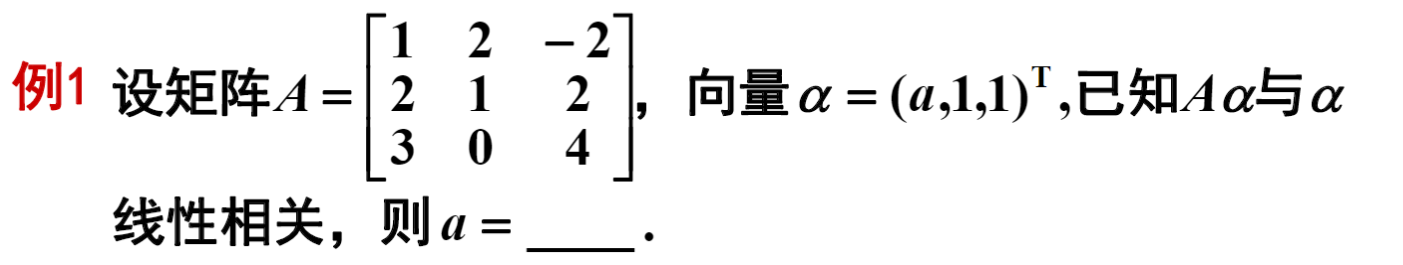 例1 设矩阵A = [1 2 −2; 2 1 2; 3 0 4], 向量α = (a,1,1)ᵀ,已知Aα与α
线性相关，则a = ____ .